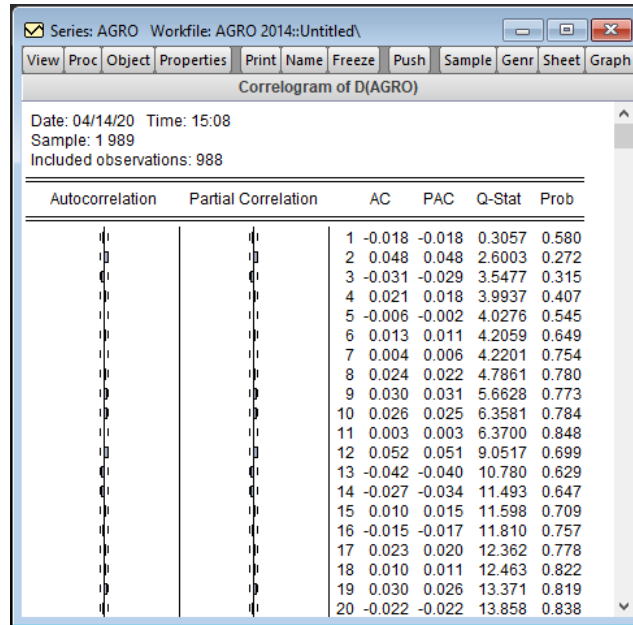 Series: AGRO Workfile: AGRO 2014::Untitled\
View Proc Object Properties Print Name Freeze Push Sample Genr Sheet Graph
Correlogram of D(AGRO)
Date: 04/14/20 Time: 15:08
Sample: 1 989
Included observations: 988
Autocorrelation Partial Correlation AC PAC Q-Stat Prob
1 -0.018 -0.018 0.3057 0.580
2 0.048 0.048 2.6003 0.272
3 -0.031 -0.029 3.5477 0.315
4 0.021 0.018 3.9937 0.407
5 -0.006 -0.002 4.0276 0.545
6 0.013 0.011 4.2059 0.649
7 0.004 0.006 4.2201 0.754
8 0.024 0.022 4.7861 0.780
9 0.030 0.031 5.6628 0.773
10 0.026 0.025 6.3581 0.784
11 0.003 0.003 6.3700 0.848
12 0.052 0.051 9.0517 0.699
13 -0.042 -0.040 10.780 0.629
14 -0.027 -0.034 11.493 0.647
15 0.010 0.015 11.598 0.709
16 -0.015 -0.017 11.810 0.757
17 0.023 0.020 12.362 0.778
18 0.010 0.011 12.463 0.822
19 0.030 0.026 13.371 0.819
20 -0.022 -0.022 13.858 0.838